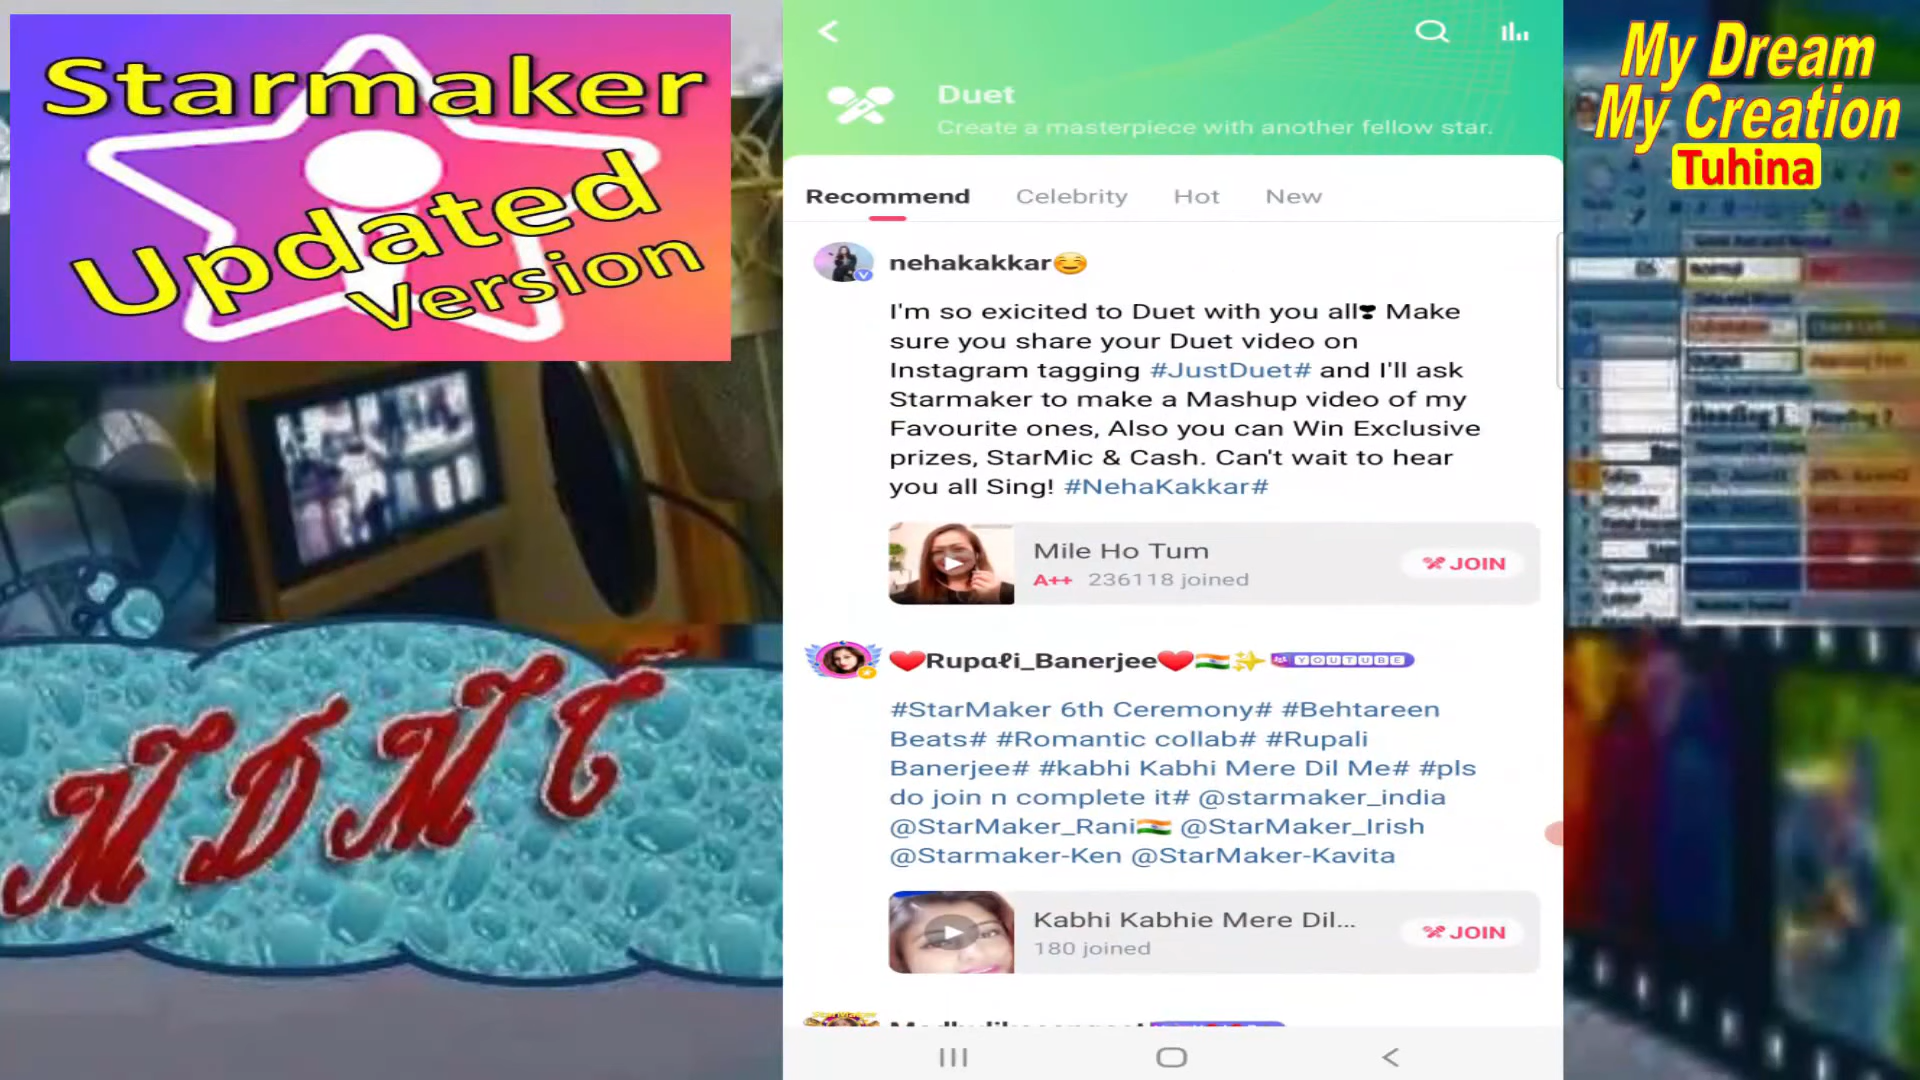 Starmaker
Updated
Version
MDMC
Duet
Create a masterpiece with another fellow star.
Recommend Celebrity Hot New
nehakakkar☺️
I'm so exicited to Duet with you all❣ Make
sure you share your Duet video on
Instagram tagging #JustDuet# and I'll ask
Starmaker to make a Mashup video of my
Favourite ones, Also you can Win Exclusive
prizes, StarMic & Cash. Can't wait to hear
you all Sing! #NehaKakkar#
Mile Ho Tum
A++ 236118 joined
JOIN
❤️Rupαℓi_Banerjee❤️🇮🇳✨ YOUTUBE
#StarMaker 6th Ceremony# #Behtareen
Beats# #Romantic collab# #Rupali
Banerjee# #kabhi Kabhi Mere Dil Me# #pls
do join n complete it# @starmaker_india
@StarMaker_Rani🇮🇳 @StarMaker_Irish
@Starmaker-Ken @StarMaker-Kavita
Kabhi Kabhie Mere Dil...
180 joined
JOIN
My Dream
My Creation
Tuhina